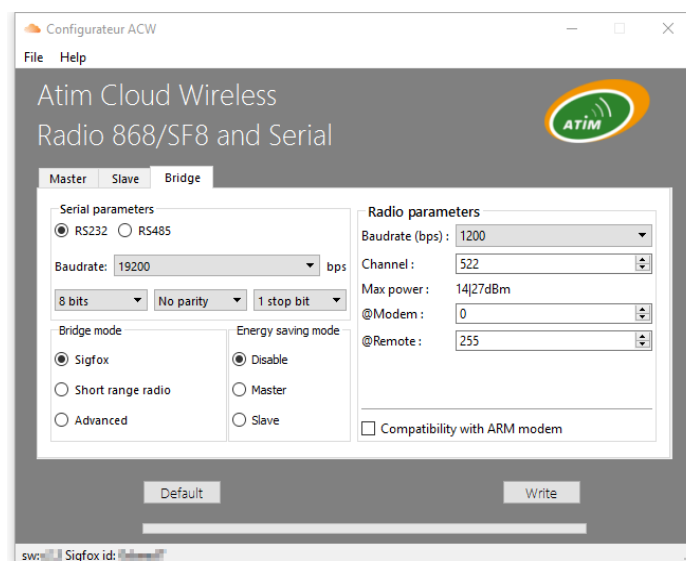 Configurateur ACW
File Help
Atim Cloud Wireless
Radio 868/SF8 and Serial
ATiM
Master Slave Bridge
Serial parameters
RS232 RS485
Baudrate: 19200 bps
8 bits No parity 1 stop bit
Bridge mode
Sigfox
Short range radio
Advanced
Energy saving mode
Disable
Master
Slave
Radio parameters
Baudrate (bps) : 1200
Channel : 522
Max power : 14|27dBm
@Modem : 0
@Remote : 255
Compatibility with ARM modem
Default Write
sw: Sigfox id: